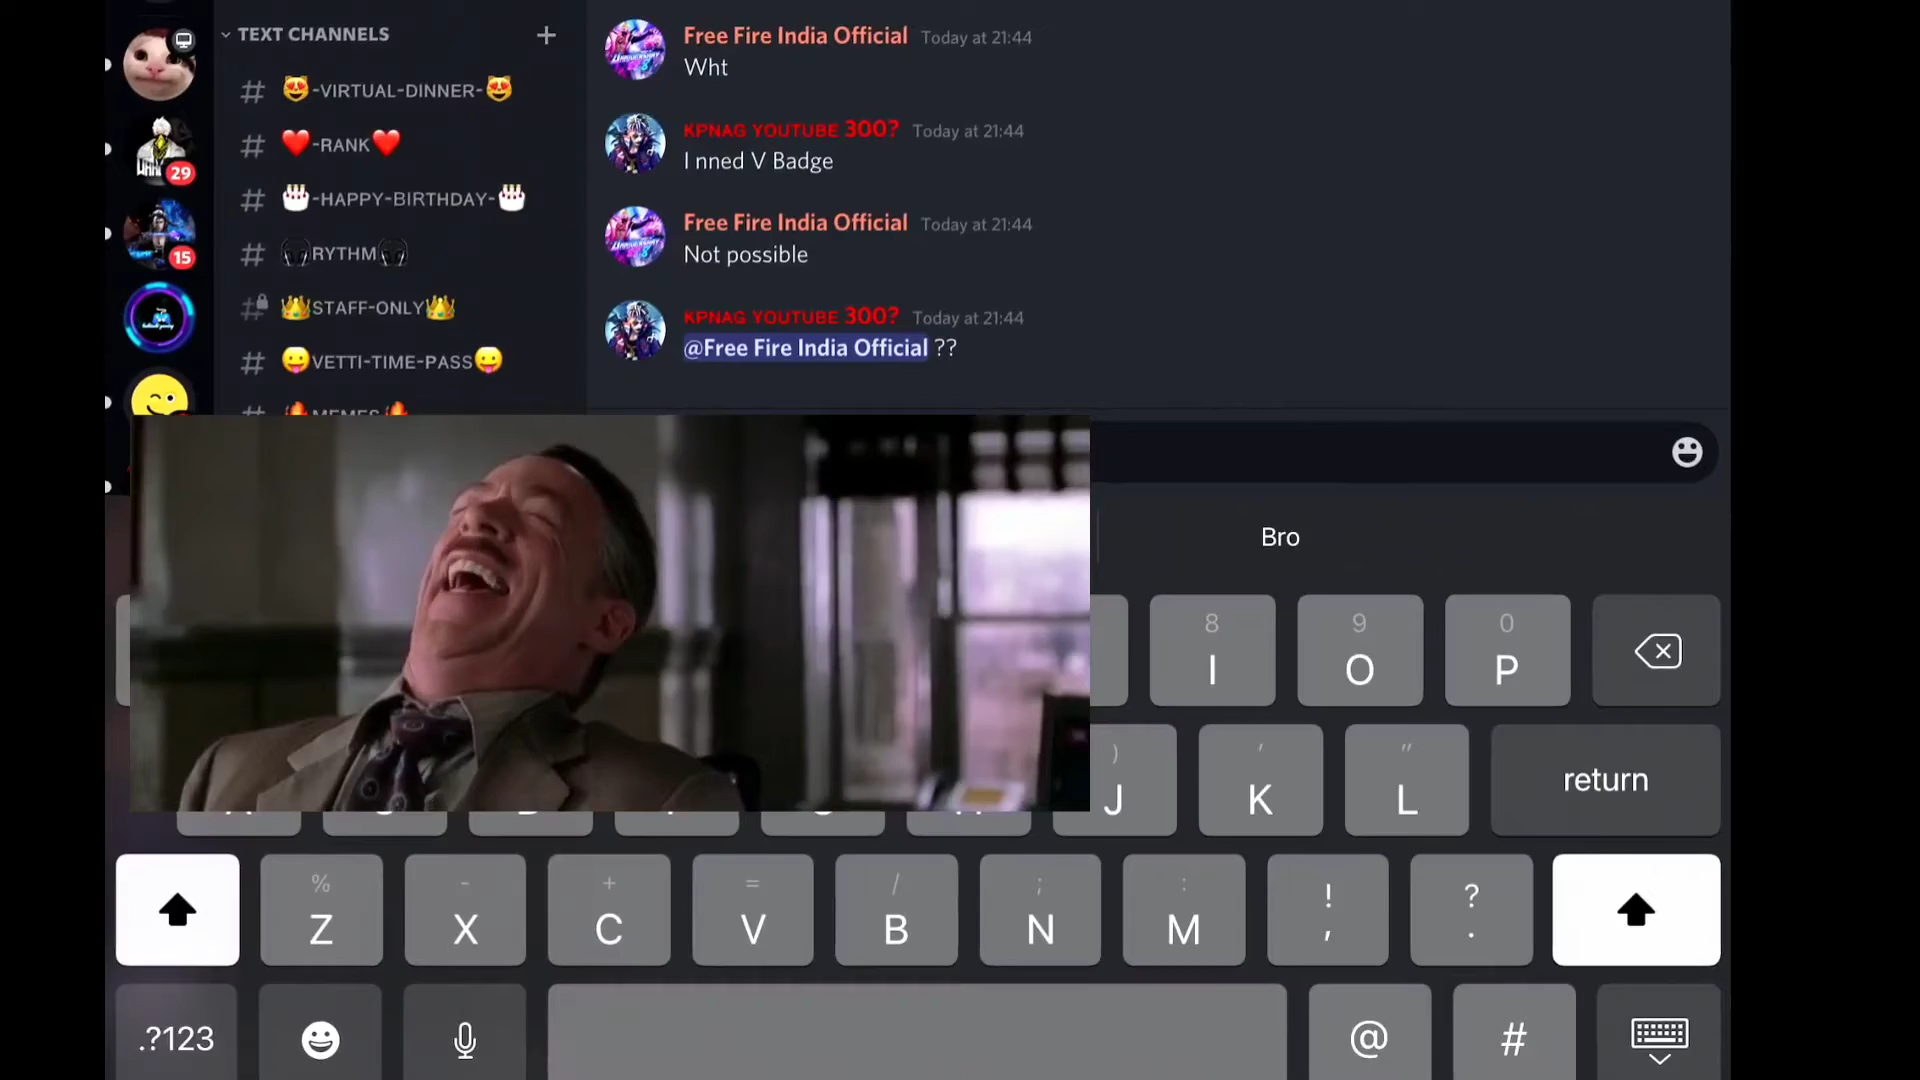 TEXT CHANNELS
29
15
-VIRTUAL-DINNER-
-RANK
-HAPPY-BIRTHDAY-
RYTHM
STAFF-ONLY
VETTI-TIME-PASS
MEMES
Free Fire India Official Today at 21:44
Wht
KPNAG YOUTUBE 300? Today at 21:44
I nned V Badge
Free Fire India Official Today at 21:44
Not possible
KPNAG YOUTUBE 300? Today at 21:44
@Free Fire India Official ??
Bro
8 9 0
I O P
) ' "
J K L return
% - + = / ; : ! ?
Z X C V B N M , .
.?123 @ #